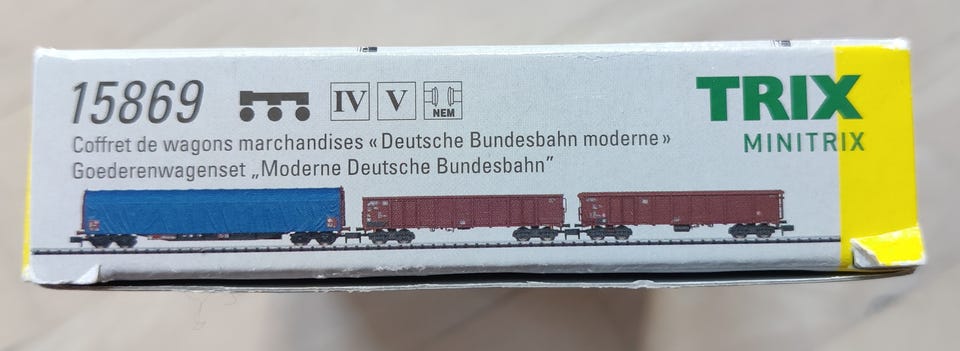 15869
IV V NEM
Coffret de wagons marchandises «Deutsche Bundesbahn moderne»
Goederenwagenset „Moderne Deutsche Bundesbahn”
TRIX
MINITRIX